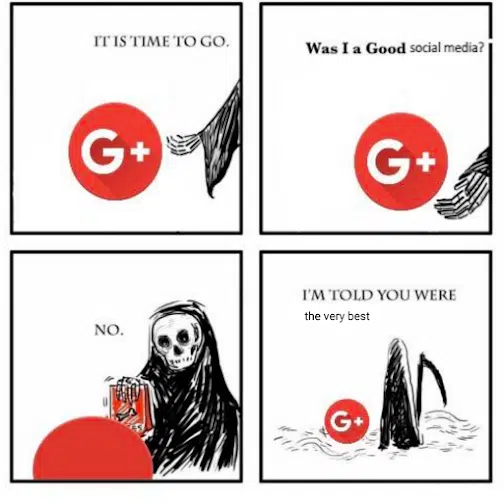 IT IS TIME TO GO.
G+
Was I a Good social media?
G+
NO.
I'M TOLD YOU WERE
the very best
G+